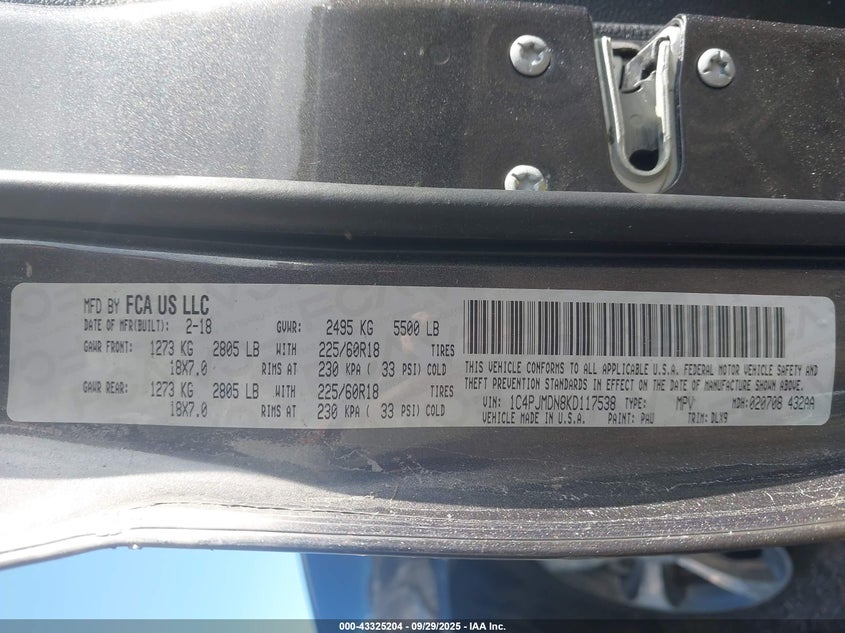 MFD BY FCA US LLC
DATE OF MFR(BUILT): 2-18 GVWR: 2495 KG 5500 LB
GAWR FRONT: 1273 KG 2805 LB WITH 225/60R18 TIRES
18X7.0 RIMS AT 230 KPA ( 33 PSI) COLD
GAWR REAR: 1273 KG 2805 LB WITH 225/60R18 TIRES
18X7.0 RIMS AT 230 KPA ( 33 PSI) COLD
THIS VEHICLE CONFORMS TO ALL APPLICABLE U.S.A. FEDERAL MOTOR VEHICLE SAFETY AND
THEFT PREVENTION STANDARDS IN EFFECT ON THE DATE OF MANUFACTURE SHOWN ABOVE.
VIN: 1C4PJMDN8KD117538 TYPE: MPV MDH: 020708 432AA
VEHICLE MADE IN U.S.A. PAINT: PAU TRIM: DLX9
000-43325204 - 09/29/2025 - IAA Inc.